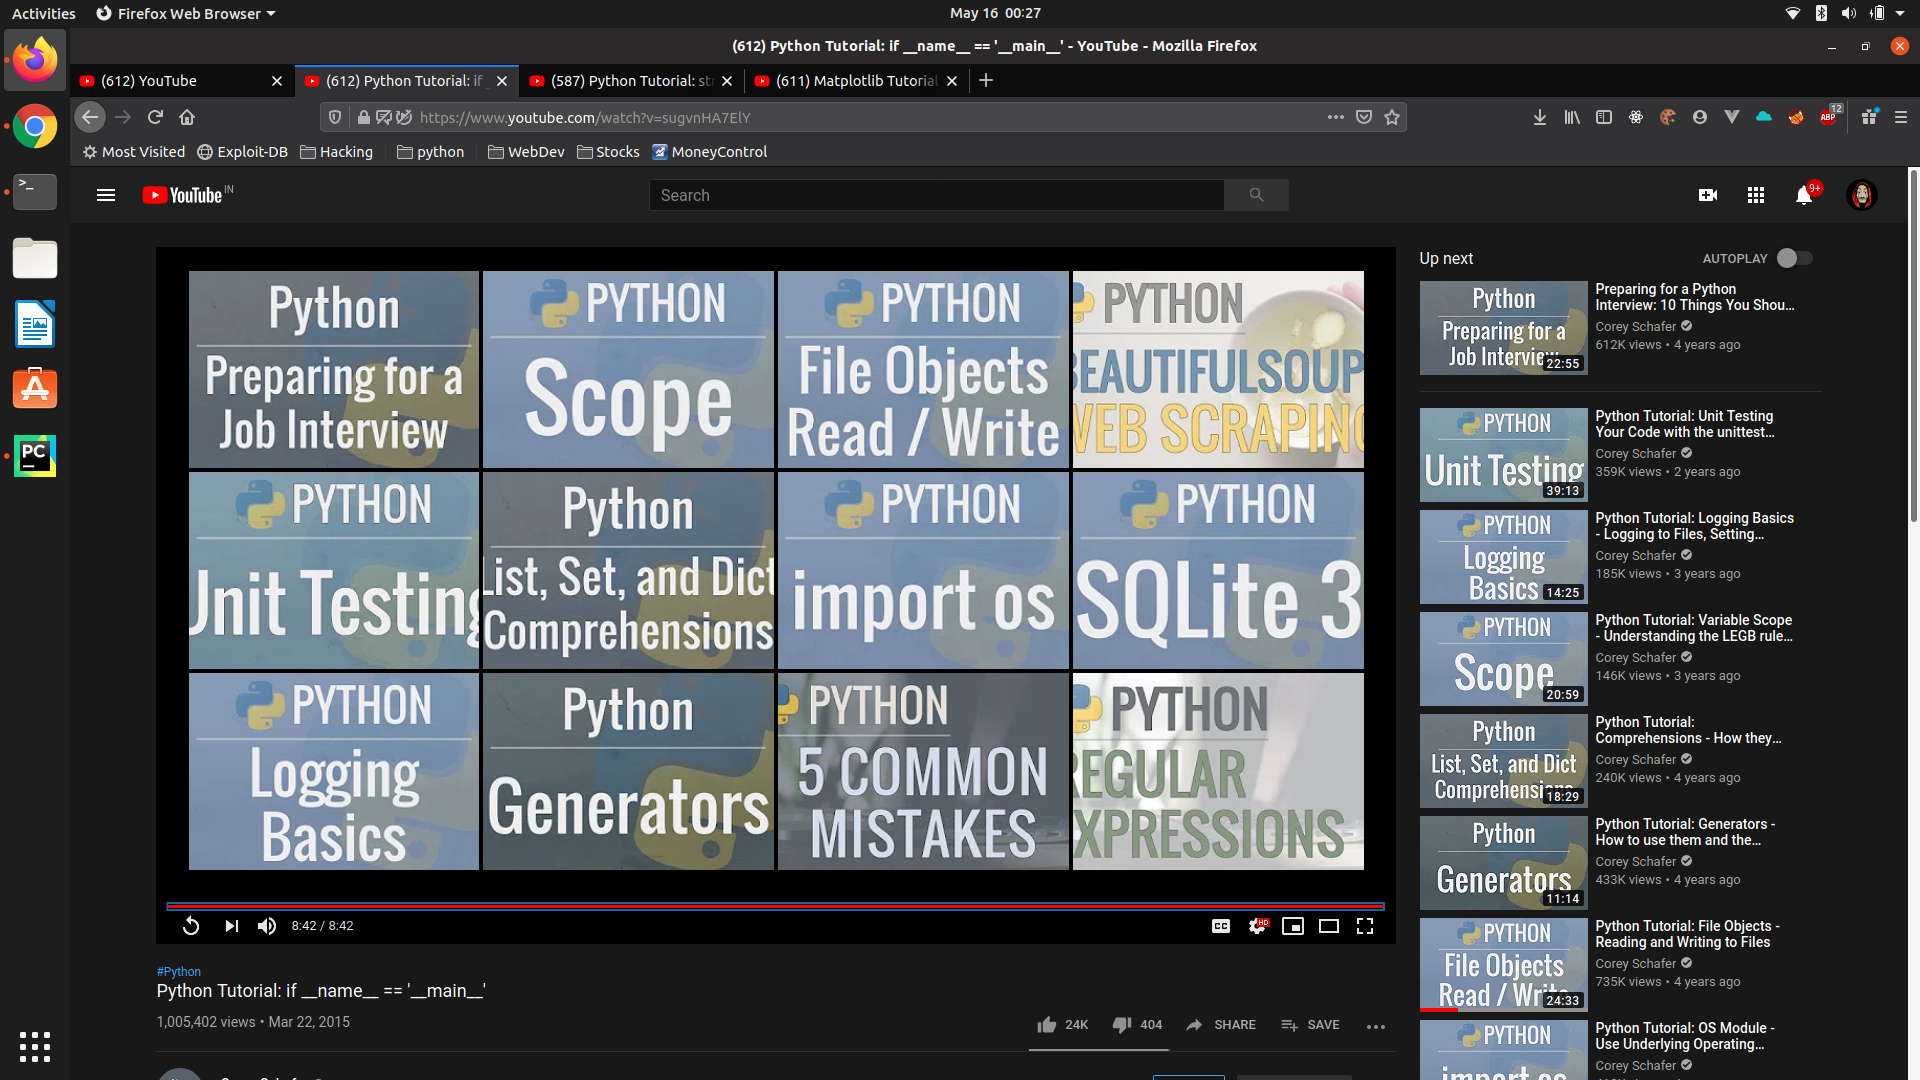 Activities
Firefox Web Browser
May 16 00:27
(612) Python Tutorial: if __name__ == '__main__' - YouTube - Mozilla Firefox
(612) YouTube
(612) Python Tutorial: if
(587) Python Tutorial: st
(611) Matplotlib Tutorial
https://www.youtube.com/watch?v=sugvnHA7ElY
12
ABP
Most Visited
Exploit-DB
Hacking
python
WebDev
Stocks
MoneyControl
YouTube IN
Search
9+
Python
Preparing for a
Job Interview
PYTHON
Scope
PYTHON
File Objects
Read / Write
PYTHON
BEAUTIFULSOUP
WEB SCRAPING
PYTHON
Unit Testing
Python
List, Set, and Dict
Comprehensions
PYTHON
import os
PYTHON
SQLite 3
PYTHON
Logging
Basics
Python
Generators
PYTHON
5 COMMON
MISTAKES
PYTHON
REGULAR
EXPRESSIONS
8:42 / 8:42
CC
HD
#Python
Python Tutorial: if __name__ == '__main__'
1,005,402 views • Mar 22, 2015
24K
404
SHARE
SAVE
Up next
AUTOPLAY
Python
Preparing for a
Job Interview
22:55
Preparing for a Python
Interview: 10 Things You Shou...
Corey Schafer
612K views • 4 years ago
PYTHON
Unit Testing
39:13
Python Tutorial: Unit Testing
Your Code with the unittest...
Corey Schafer
359K views • 2 years ago
PYTHON
Logging
Basics
14:25
Python Tutorial: Logging Basics
- Logging to Files, Setting...
Corey Schafer
185K views • 3 years ago
PYTHON
Scope
20:59
Python Tutorial: Variable Scope
- Understanding the LEGB rule...
Corey Schafer
146K views • 3 years ago
Python
List, Set, and Dict
Comprehensions
18:29
Python Tutorial:
Comprehensions - How they...
Corey Schafer
240K views • 4 years ago
Python
Generators
11:14
Python Tutorial: Generators -
How to use them and the...
Corey Schafer
433K views • 4 years ago
PYTHON
File Objects
Read / Write
24:33
Python Tutorial: File Objects -
Reading and Writing to Files
Corey Schafer
735K views • 4 years ago
PYTHON
import os
Python Tutorial: OS Module -
Use Underlying Operating...
Corey Schafer
PC